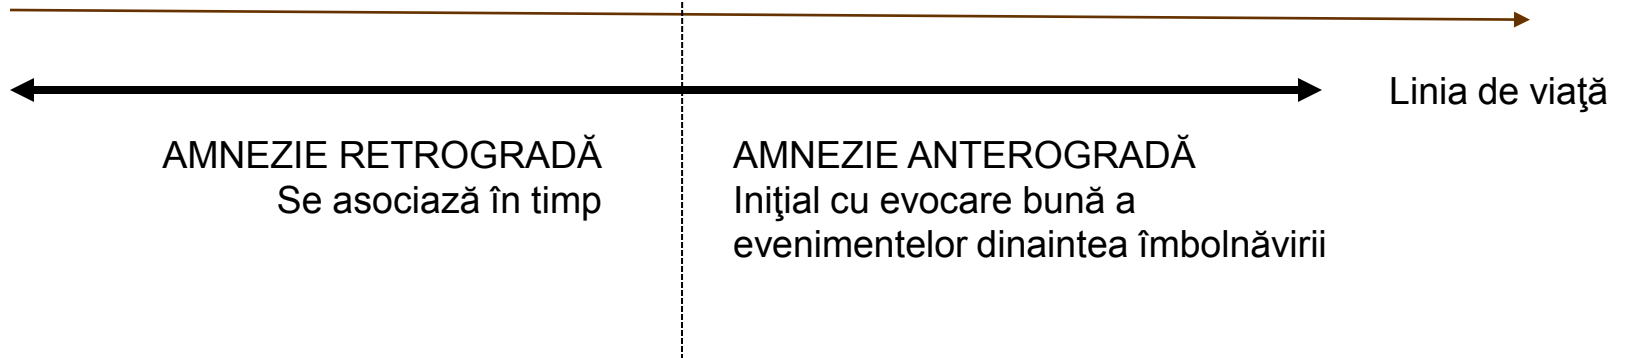 Linia de viaţă
AMNEZIE RETROGRADĂ
Se asociază în timp
AMNEZIE ANTEROGRADĂ
Iniţial cu evocare bună a
evenimentelor dinaintea îmbolnăvirii